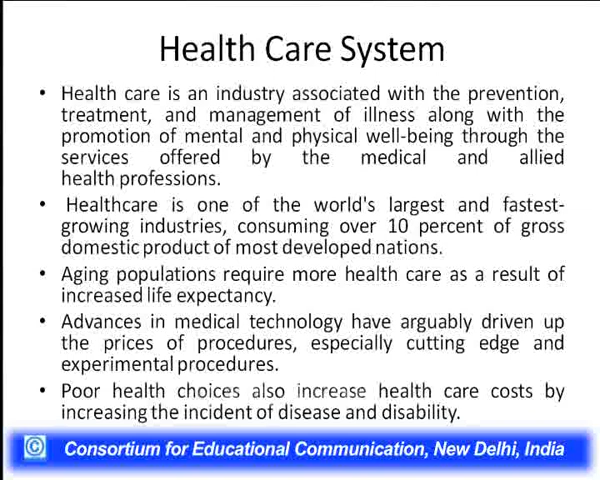 Health Care System
• Health care is an industry associated with the prevention,
treatment, and management of illness along with the
promotion of mental and physical well-being through the
services offered by the medical and allied
health professions.
• Healthcare is one of the world's largest and fastest-
growing industries, consuming over 10 percent of gross
domestic product of most developed nations.
• Aging populations require more health care as a result of
increased life expectancy.
• Advances in medical technology have arguably driven up
the prices of procedures, especially cutting edge and
experimental procedures.
• Poor health choices also increase health care costs by
increasing the incident of disease and disability.
© Consortium for Educational Communication, New Delhi, India